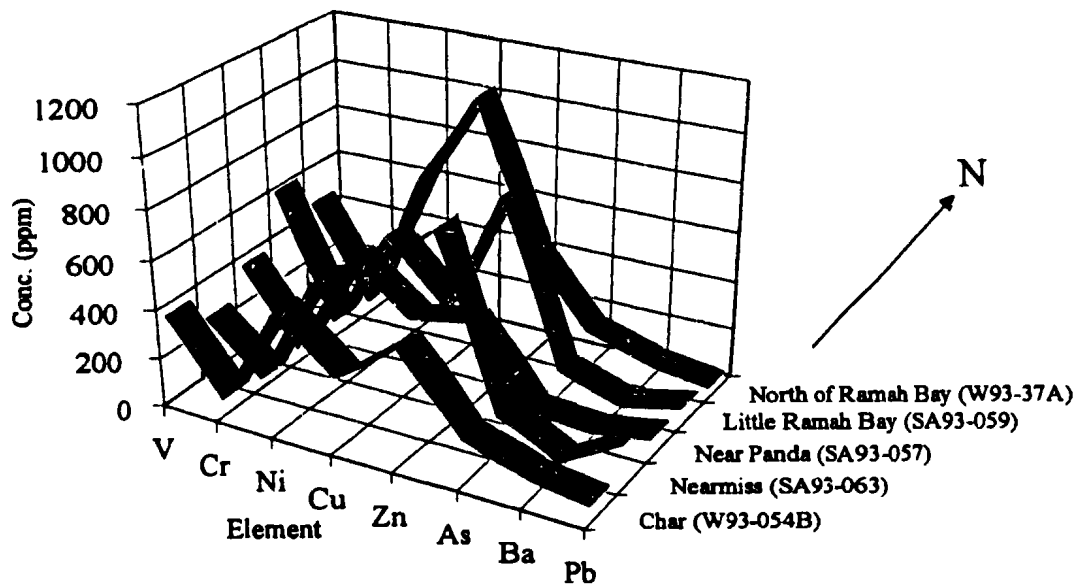 1200
1000
800
600
400
200
0
Conc. (ppm)
V
Cr
Ni
Cu
Zn
As
Ba
Pb
Element
N
North of Ramah Bay (W93-37A)
Little Ramah Bay (SA93-059)
Near Panda (SA93-057)
Nearmiss (SA93-063)
Char (W93-054B)